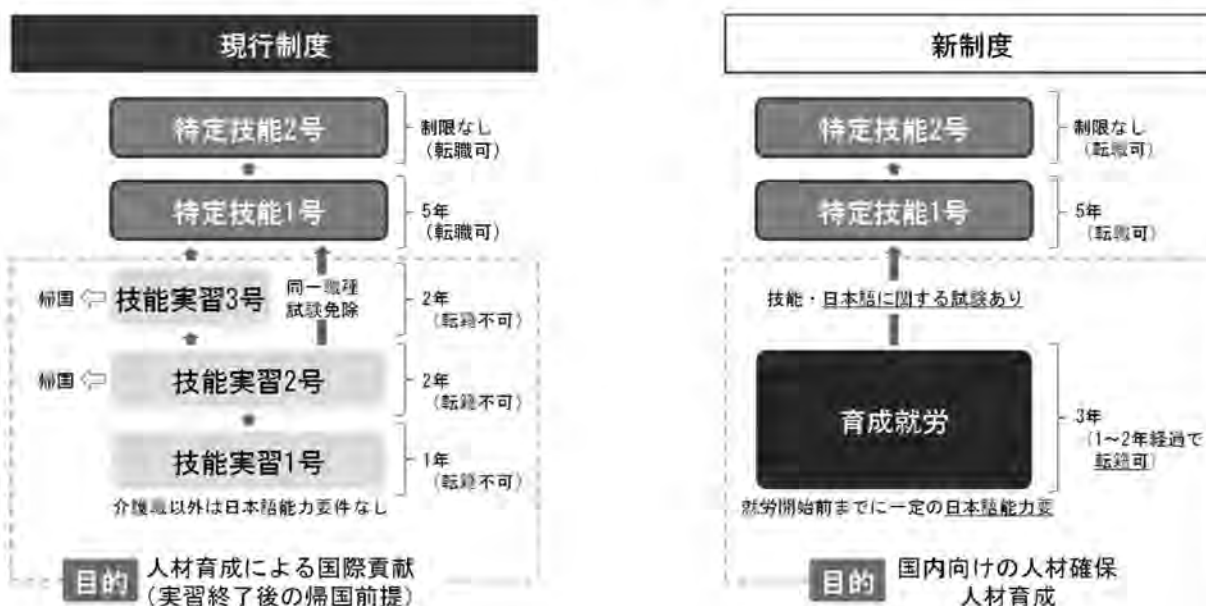 現行制度
特定技能2号
制限なし
(転職可)
特定技能1号
5年
(転職可)
帰国
技能実習3号
同一職種
試験免除
2年
(転籍不可)
帰国
技能実習2号
2年
(転籍不可)
技能実習1号
1年
(転籍不可)
介護職以外は日本語能力要件なし
目的
人材育成による国際貢献
(実習終了後の帰国前提)
新制度
特定技能2号
制限なし
(転職可)
特定技能1号
5年
(転職可)
技能・日本語に関する試験あり
育成就労
3年
(1~2年経過で
転籍可)
就労開始前までに一定の日本語能力要
目的
国内向けの人材確保
人材育成